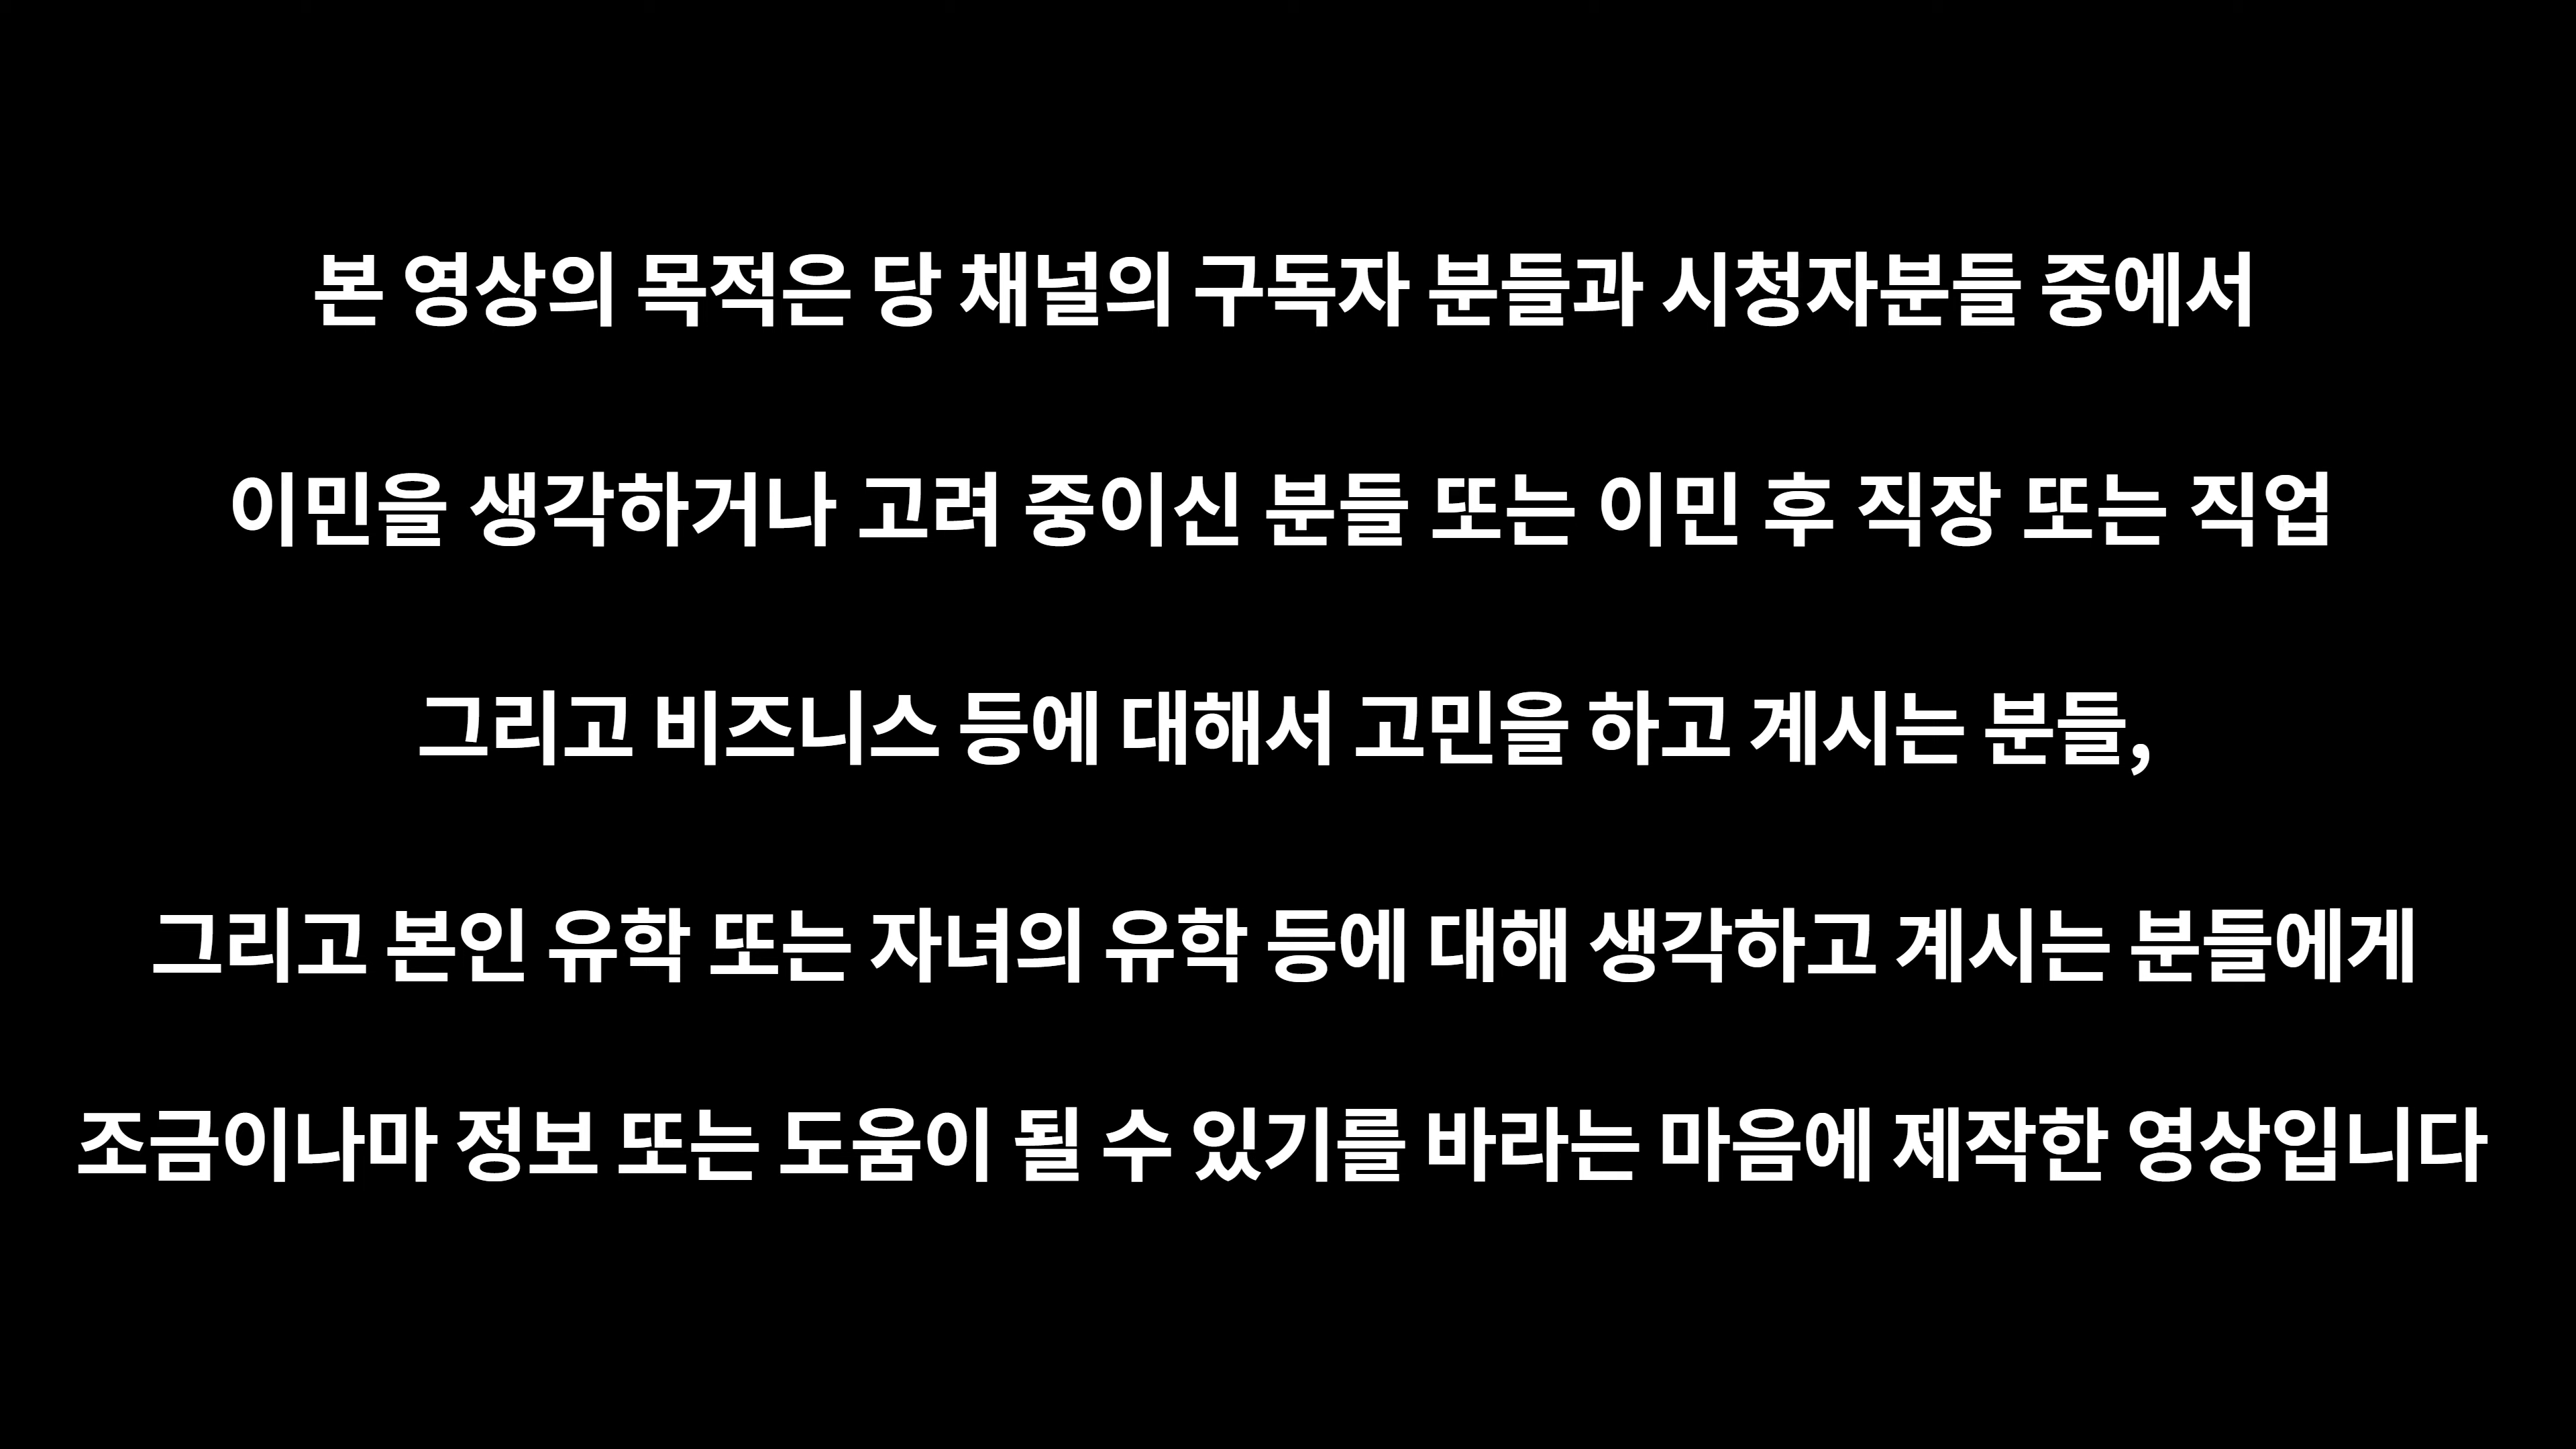 본 영상의 목적은 당 채널의 구독자 분들과 시청자분들 중에서
이민을 생각하거나 고려 중이신 분들 또는 이민 후 직장 또는 직업
그리고 비즈니스 등에 대해서 고민을 하고 계시는 분들,
그리고 본인 유학 또는 자녀의 유학 등에 대해 생각하고 계시는 분들에게
조금이나마 정보 또는 도움이 될 수 있기를 바라는 마음에 제작한 영상입니다